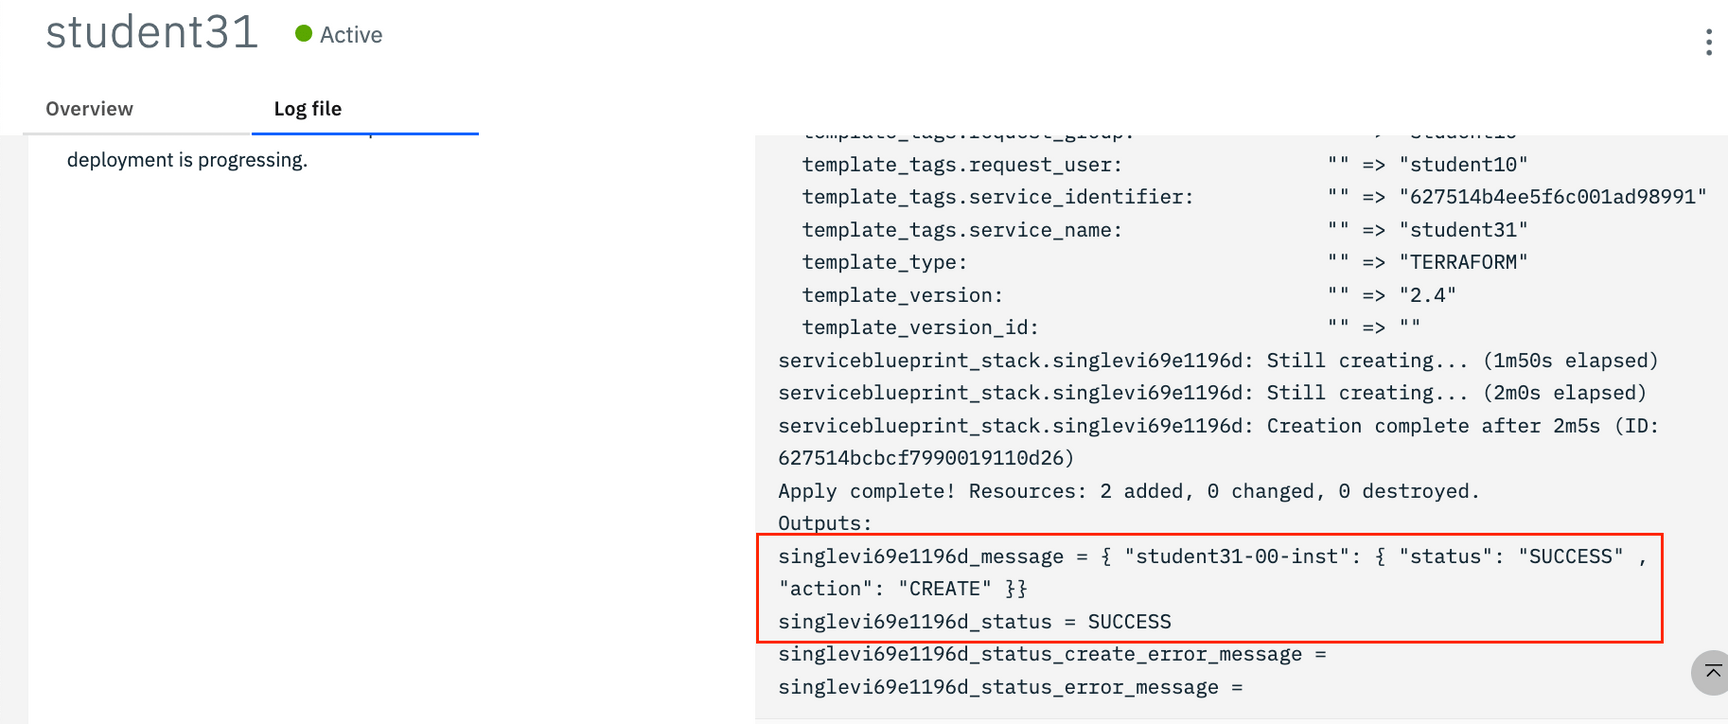 student31
Active
Overview
Log file
deployment is progressing.
template_tags.request_user: "" => "student10"
template_tags.service_identifier: "" => "627514b4ee5f6c001ad98991"
template_tags.service_name: "" => "student31"
template_type: "" => "TERRAFORM"
template_version: "" => "2.4"
template_version_id: "" => ""
serviceblueprint_stack.singlevi69e1196d: Still creating... (1m50s elapsed)
serviceblueprint_stack.singlevi69e1196d: Still creating... (2m0s elapsed)
serviceblueprint_stack.singlevi69e1196d: Creation complete after 2m5s (ID:
627514bcbcf7990019110d26)
Apply complete! Resources: 2 added, 0 changed, 0 destroyed.
Outputs:
singlevi69e1196d_message = { "student31-00-inst": { "status": "SUCCESS" ,
"action": "CREATE" }}
singlevi69e1196d_status = SUCCESS
singlevi69e1196d_status_create_error_message =
singlevi69e1196d_status_error_message =